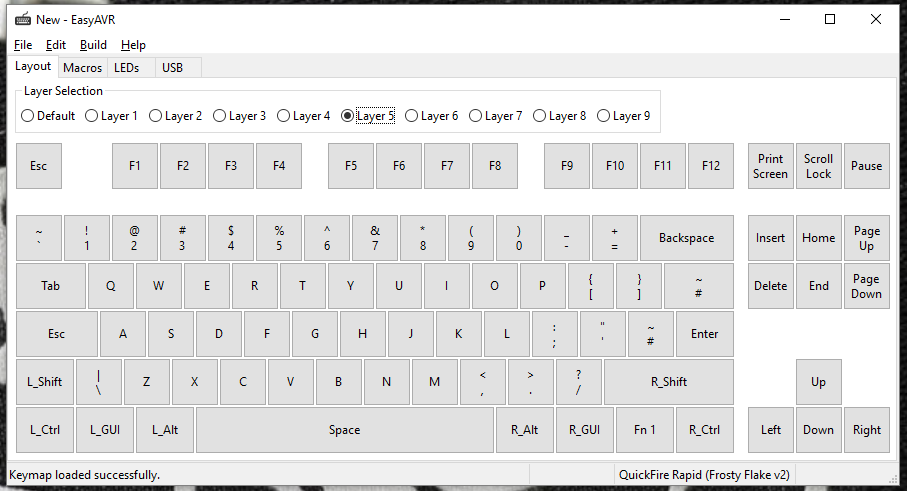 New - EasyAVR
File Edit Build Help
Layout Macros LEDs USB
Layer Selection
Default Layer 1 Layer 2 Layer 3 Layer 4 Layer 5 Layer 6 Layer 7 Layer 8 Layer 9
Esc F1 F2 F3 F4 F5 F6 F7 F8 F9 F10 F11 F12 Print Screen Scroll Lock Pause
~ ` ! 1 @ 2 # 3 $ 4 % 5 ^ 6 & 7 * 8 ( 9 ) 0 _ - + = Backspace Insert Home Page Up
Tab Q W E R T Y U I O P { [ } ] ~ # Delete End Page Down
Esc A S D F G H J K L : ; " ' ~ # Enter
L_Shift | \ Z X C V B N M < , > . ? / R_Shift Up
L_Ctrl L_GUI L_Alt Space R_Alt R_GUI Fn 1 R_Ctrl Left Down Right
Keymap loaded successfully. QuickFire Rapid (Frosty Flake v2)